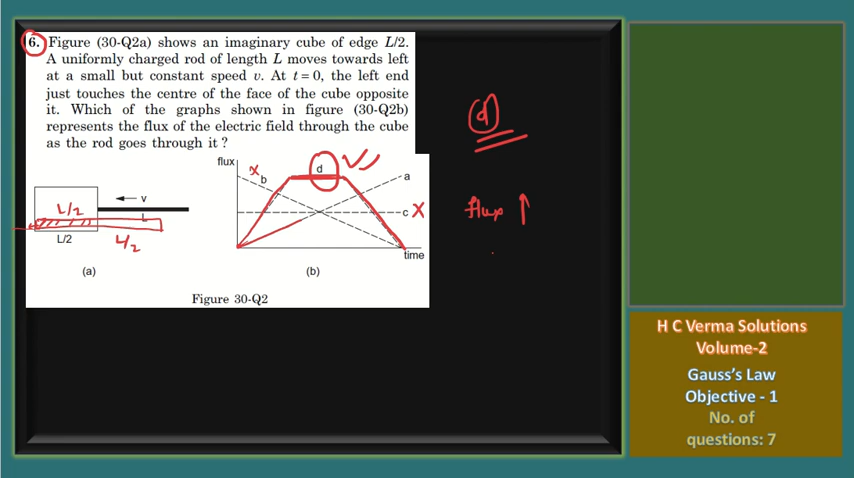 6. Figure (30-Q2a) shows an imaginary cube of edge L/2.
A uniformly charged rod of length L moves towards left
at a small but constant speed v. At t = 0, the left end
just touches the centre of the face of the cube opposite
it. Which of the graphs shown in figure (30-Q2b)
represents the flux of the electric field through the cube
as the rod goes through it ?
L/2
v
L
L/2
L/2
(a)
flux
x
b
d
a
c
X
time
(b)
Figure 30-Q2
(d)
flux ↑
H C Verma Solutions
Volume-2
Gauss's Law
Objective - 1
No. of
questions: 7